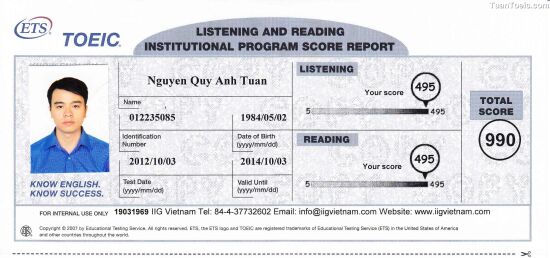 TuanToeic.com
ETS TOEIC
LISTENING AND READING
INSTITUTIONAL PROGRAM SCORE REPORT
Nguyen Quy Anh Tuan
Name
012235085
1984/05/02
Identification Number
Date of Birth (yyyy/mm/dd)
2012/10/03
2014/10/03
Test Date (yyyy/mm/dd)
Valid Until (yyyy/mm/dd)
KNOW ENGLISH.
KNOW SUCCESS.
LISTENING
Your score 495
5 495
READING
Your score 495
5 495
TOTAL SCORE
990
FOR INTERNAL USE ONLY 19031969 IIG Vietnam Tel: 84-4-37732602 Email: info@iigvietnam.com Website: www.iigvietnam.com
Copyright © 2007 by Educational Testing Service. All rights reserved. ETS, the ETS logo and TOEIC are registered trademarks of Educational Testing Service (ETS) in the United States of America
and other countries throughout the world.